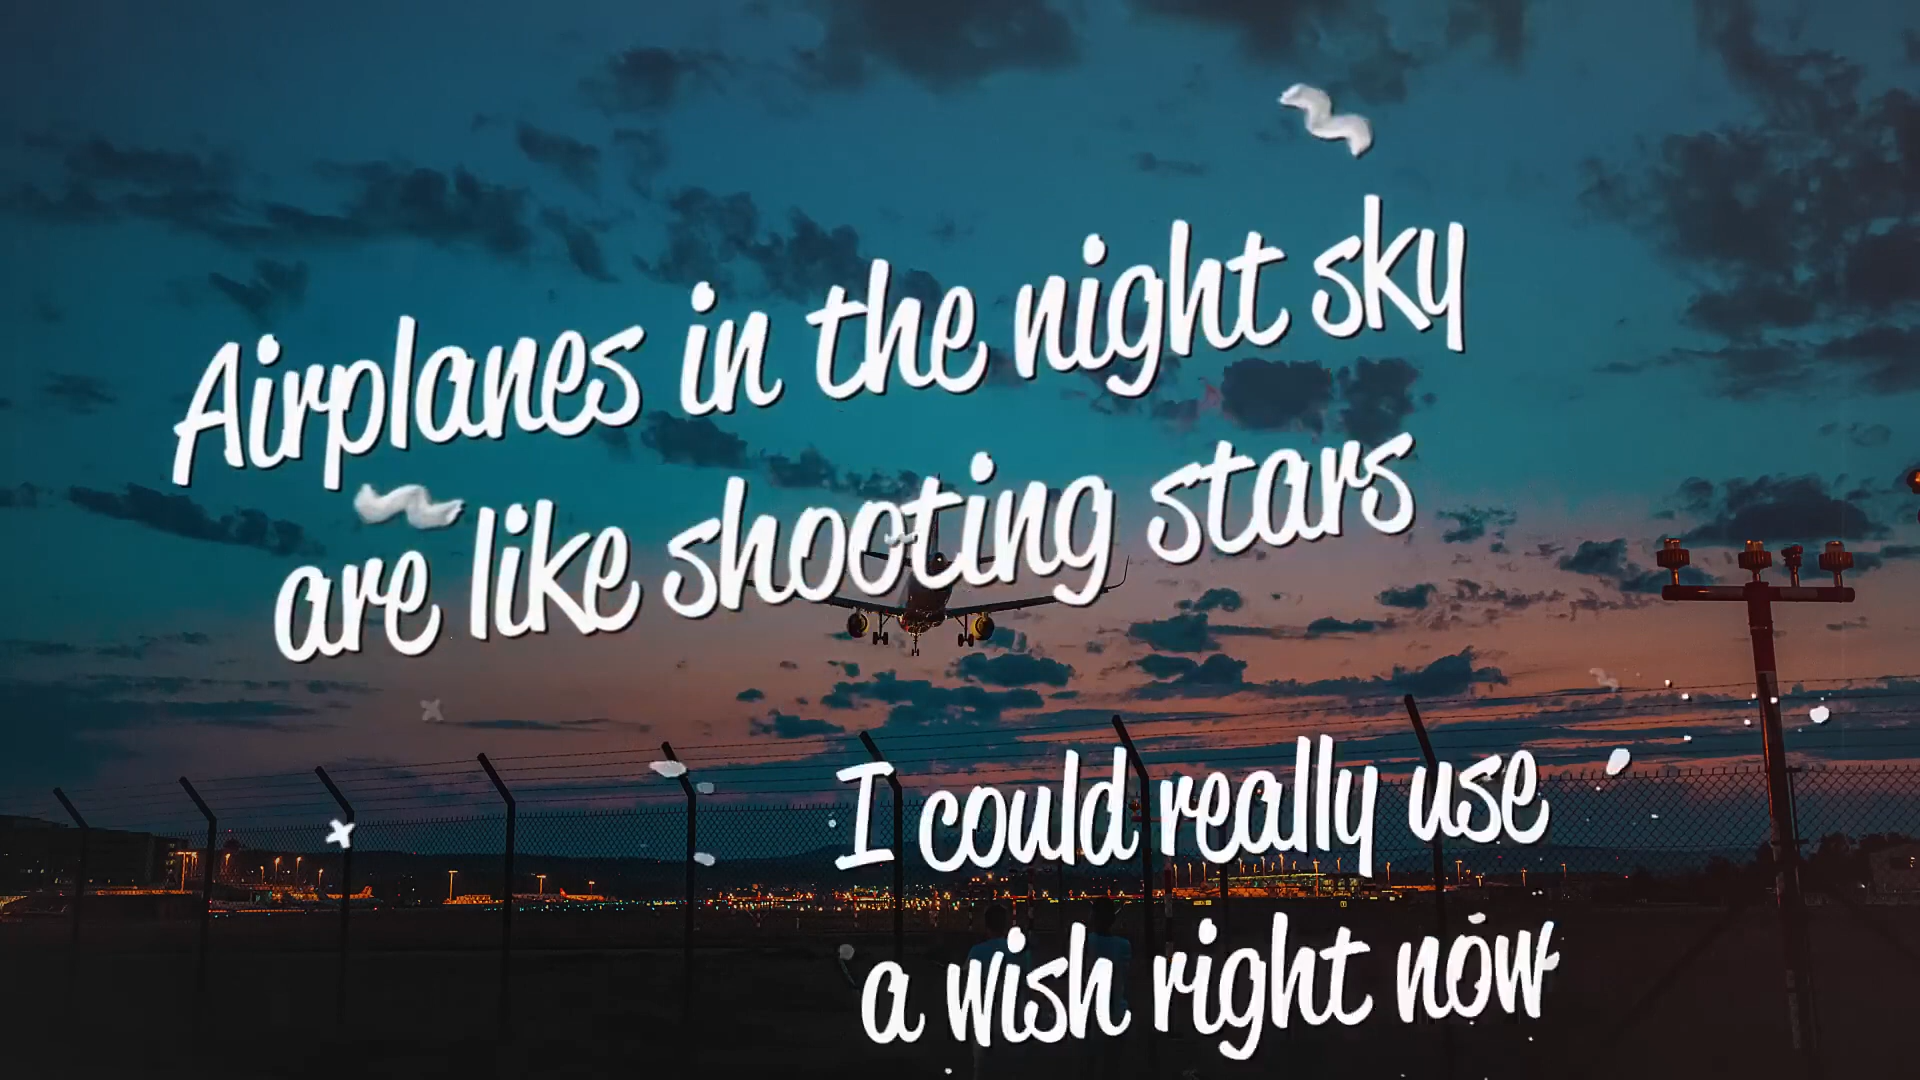 Airplanes in the night sky
are like shooting stars
I could really use
a wish right now